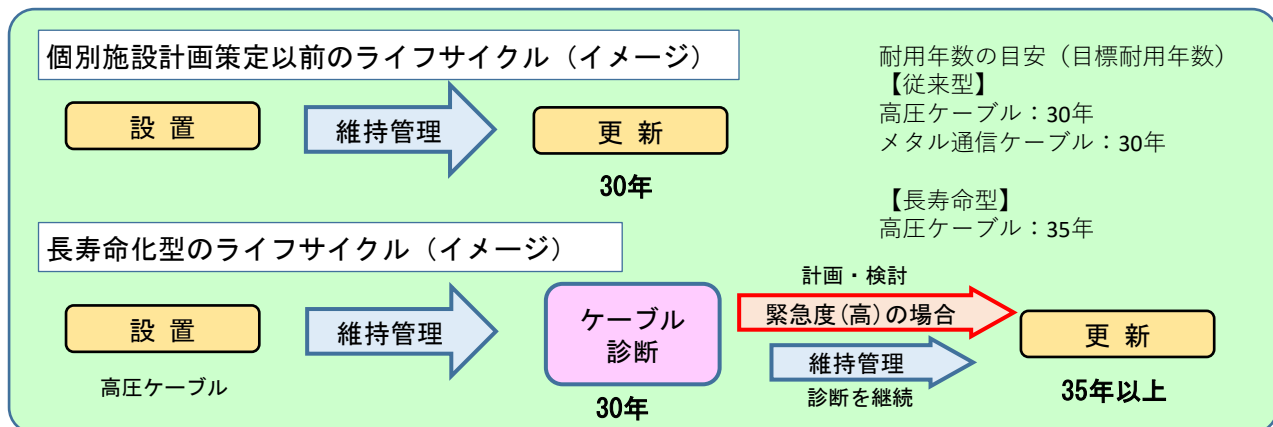 個別施設計画策定以前のライフサイクル（イメージ）
設 置
維持管理
更 新
30年
耐用年数の目安（目標耐用年数）
【従来型】
高圧ケーブル：30年
メタル通信ケーブル：30年
【長寿命型】
高圧ケーブル：35年
長寿命化型のライフサイクル（イメージ）
設 置
高圧ケーブル
維持管理
ケーブル
診断
30年
計画・検討
緊急度(高)の場合
維持管理
診断を継続
更 新
35年以上